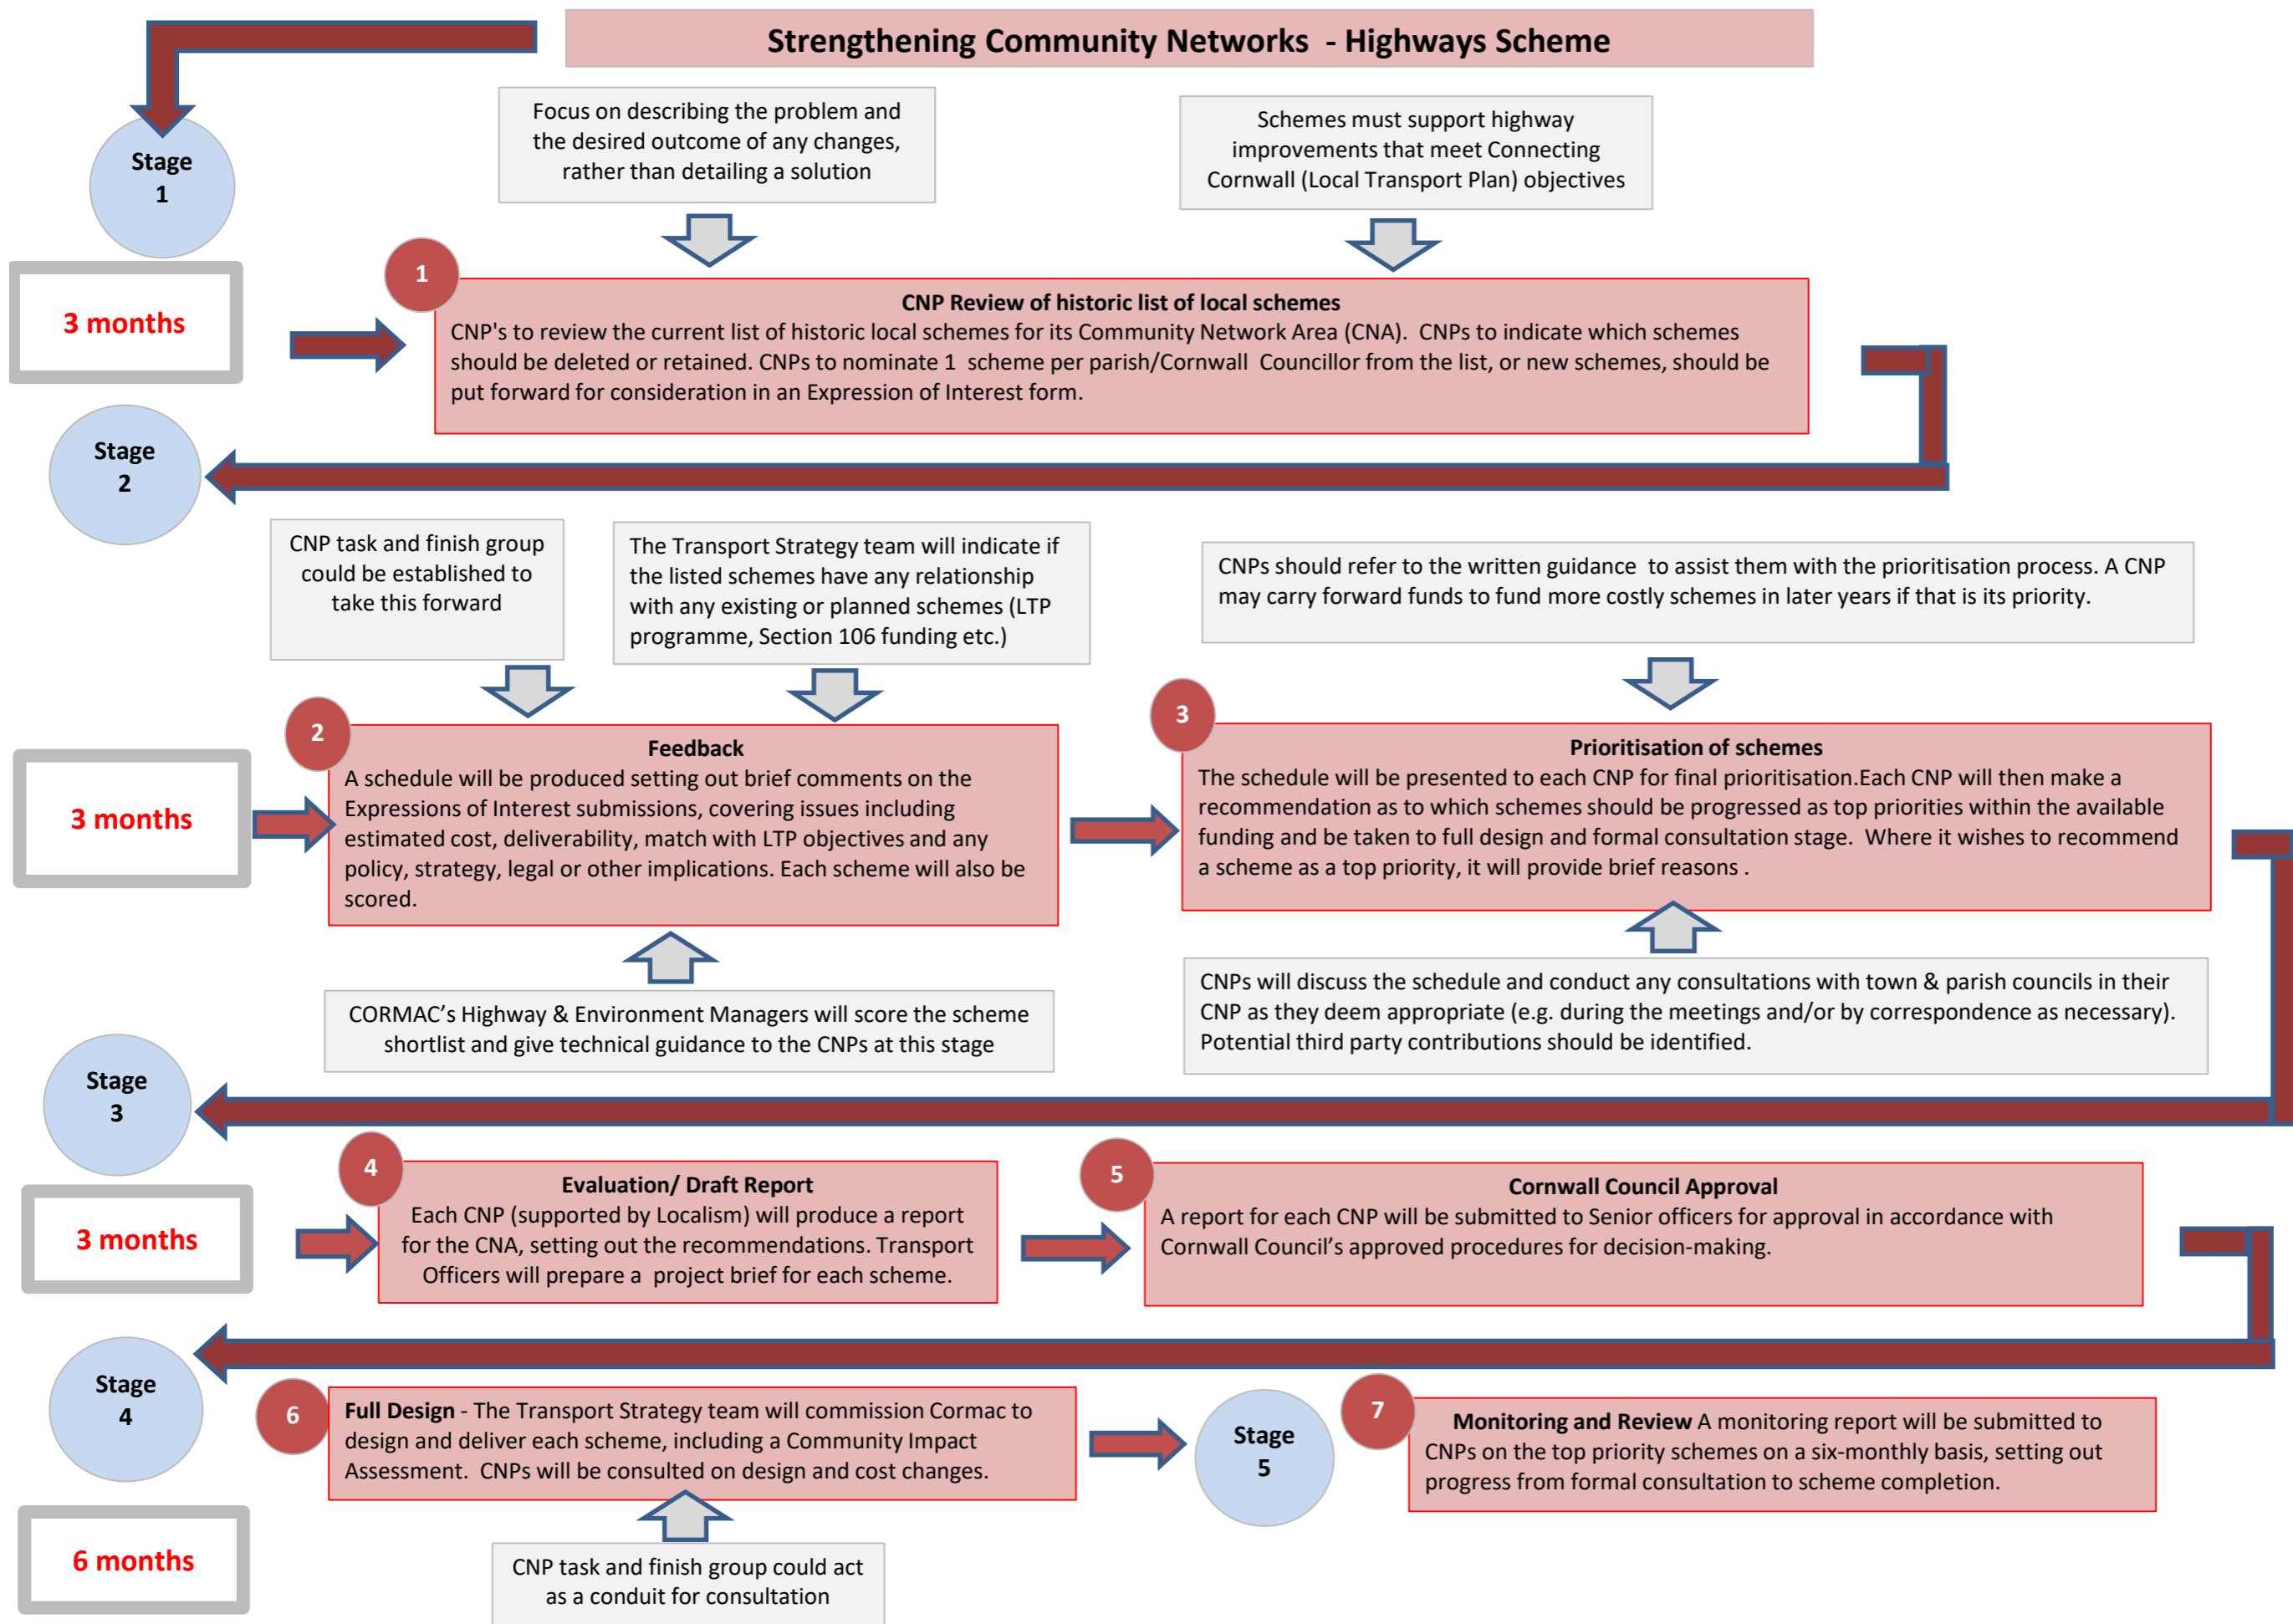 Strengthening Community Networks - Highways Scheme
Focus on describing the problem and
the desired outcome of any changes,
rather than detailing a solution
Schemes must support highway
improvements that meet Connecting
Cornwall (Local Transport Plan) objectives
Stage
1
3 months
1
CNP Review of historic list of local schemes
CNP's to review the current list of historic local schemes for its Community Network Area (CNA). CNPs to indicate which schemes
should be deleted or retained. CNPs to nominate 1 scheme per parish/Cornwall Councillor from the list, or new schemes, should be
put forward for consideration in an Expression of Interest form.
Stage
2
CNP task and finish group
could be established to
take this forward
The Transport Strategy team will indicate if
the listed schemes have any relationship
with any existing or planned schemes (LTP
programme, Section 106 funding etc.)
CNPs should refer to the written guidance to assist them with the prioritisation process. A CNP
may carry forward funds to fund more costly schemes in later years if that is its priority.
3 months
2
Feedback
A schedule will be produced setting out brief comments on the
Expressions of Interest submissions, covering issues including
estimated cost, deliverability, match with LTP objectives and any
policy, strategy, legal or other implications. Each scheme will also be
scored.
3
Prioritisation of schemes
The schedule will be presented to each CNP for final prioritisation.Each CNP will then make a
recommendation as to which schemes should be progressed as top priorities within the available
funding and be taken to full design and formal consultation stage. Where it wishes to recommend
a scheme as a top priority, it will provide brief reasons .
CORMAC’s Highway & Environment Managers will score the scheme
shortlist and give technical guidance to the CNPs at this stage
CNPs will discuss the schedule and conduct any consultations with town & parish councils in their
CNP as they deem appropriate (e.g. during the meetings and/or by correspondence as necessary).
Potential third party contributions should be identified.
Stage
3
3 months
4
Evaluation/ Draft Report
Each CNP (supported by Localism) will produce a report
for the CNA, setting out the recommendations. Transport
Officers will prepare a project brief for each scheme.
5
Cornwall Council Approval
A report for each CNP will be submitted to Senior officers for approval in accordance with
Cornwall Council’s approved procedures for decision-making.
Stage
4
6
Full Design - The Transport Strategy team will commission Cormac to
design and deliver each scheme, including a Community Impact
Assessment. CNPs will be consulted on design and cost changes.
Stage
5
7
Monitoring and Review A monitoring report will be submitted to
CNPs on the top priority schemes on a six-monthly basis, setting out
progress from formal consultation to scheme completion.
6 months
CNP task and finish group could act
as a conduit for consultation